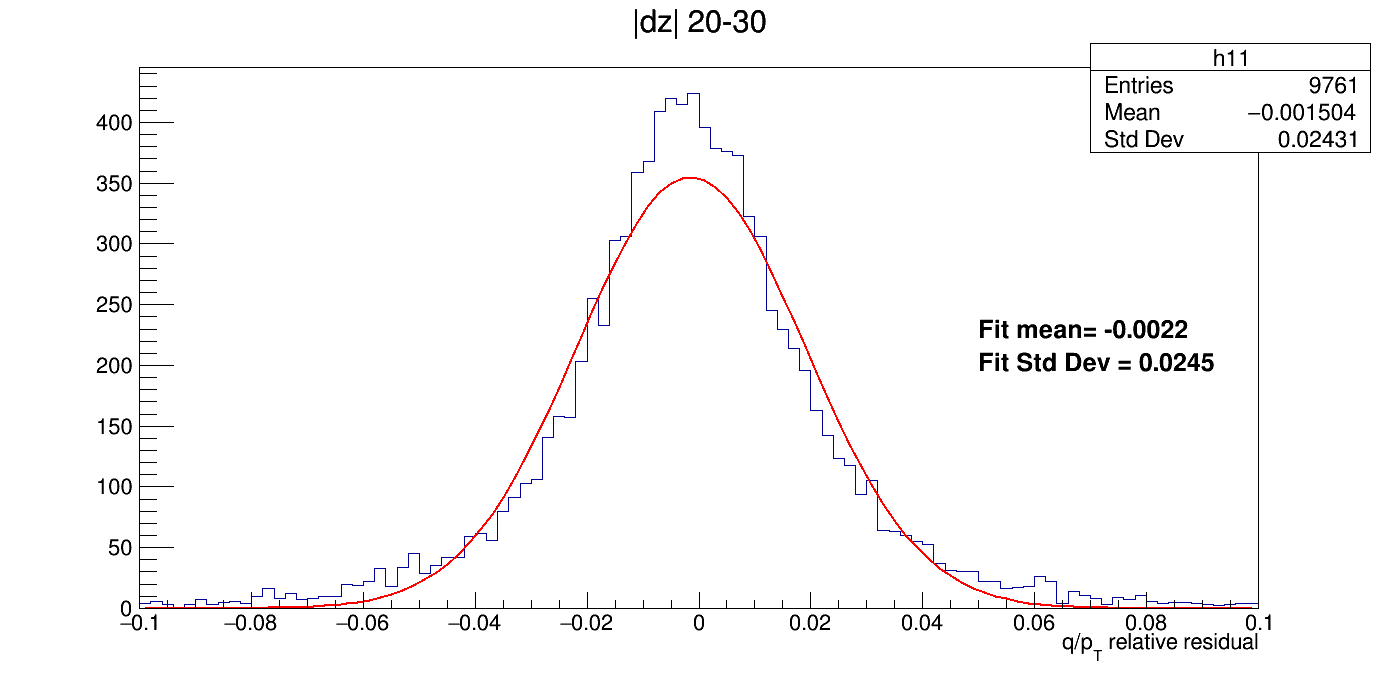 |dz| 20-30
h11
Entries 9761
Mean −0.001504
Std Dev 0.02431
400
350
300
250
200
150
100
50
0
Fit mean= -0.0022
Fit Std Dev = 0.0245
−0.1 −0.08 −0.06 −0.04 −0.02 0 0.02 0.04 0.06 0.08 0.1
q/p_T relative residual